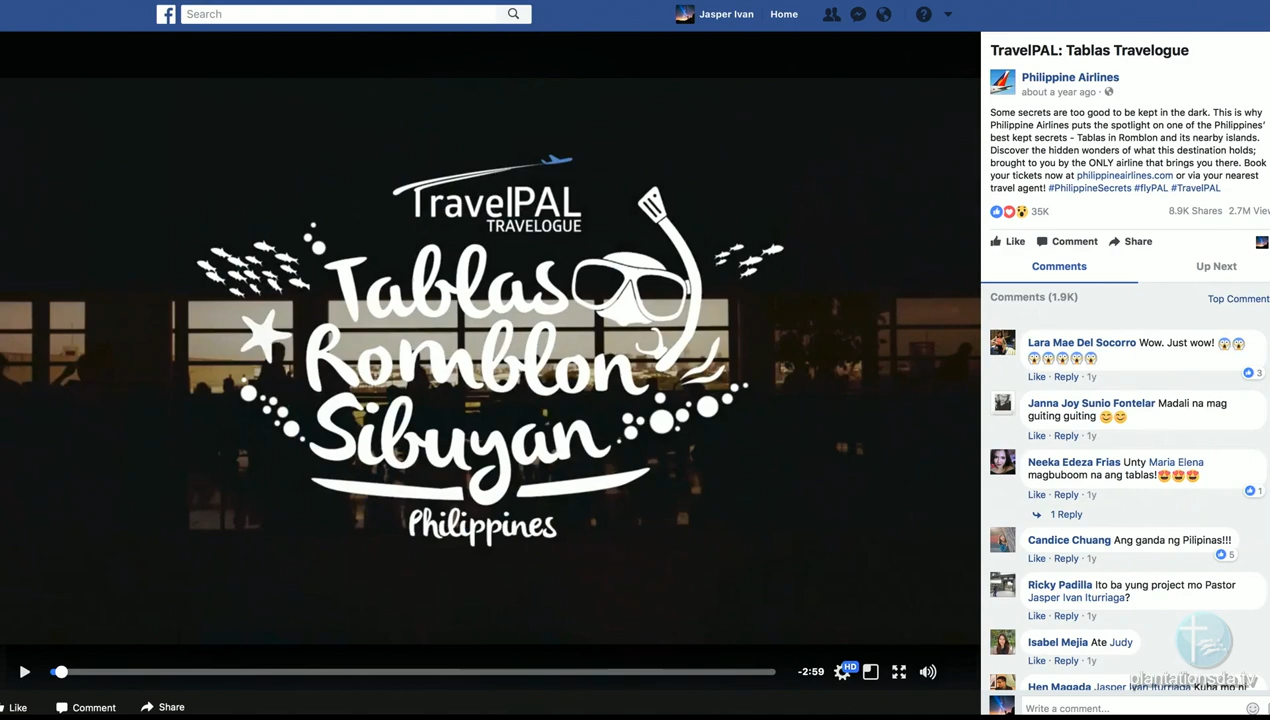 Search
Jasper Ivan
Home
TravelPAL
TRAVELOGUE
Tablas
Romblon
Sibuyan
Philippines
-2:59
HD
Like Comment Share
TravelPAL: Tablas Travelogue
Philippine Airlines
about a year ago ·
Some secrets are too good to be kept in the dark. This is why
Philippine Airlines puts the spotlight on one of the Philippines'
best kept secrets - Tablas in Romblon and its nearby islands.
Discover the hidden wonders of what this destination holds;
brought to you by the ONLY airline that brings you there. Book
your tickets now at philippineairlines.com or via your nearest
travel agent! #PhilippineSecrets #flyPAL #TravelPAL
35K
8.9K Shares 2.7M
Like Comment Share
Comments
Up Next
Comments (1.9K)
Top Comment
Lara Mae Del Socorro Wow. Just wow! 😱😱
😱😱😱😱😱
3
Like · Reply · 1y
Janna Joy Sunio Fontelar Madali na mag
guiting guiting 😊😊
Like · Reply · 1y
Neeka Edeza Frias Unty Maria Elena
magbuboom na ang tablas!😍😍😍
1
Like · Reply · 1y
1 Reply
Candice Chuang Ang ganda ng Pilipinas!!!
5
Like · Reply · 1y
Ricky Padilla Ito ba yung project mo Pastor
Jasper Ivan Iturriaga?
Like · Reply · 1y
Isabel Mejia Ate Judy
Like · Reply · 1y
Hen Magada Jasper Ivan Iturriaga Kuha mo ni
plantationsda.tv
Write a comment...